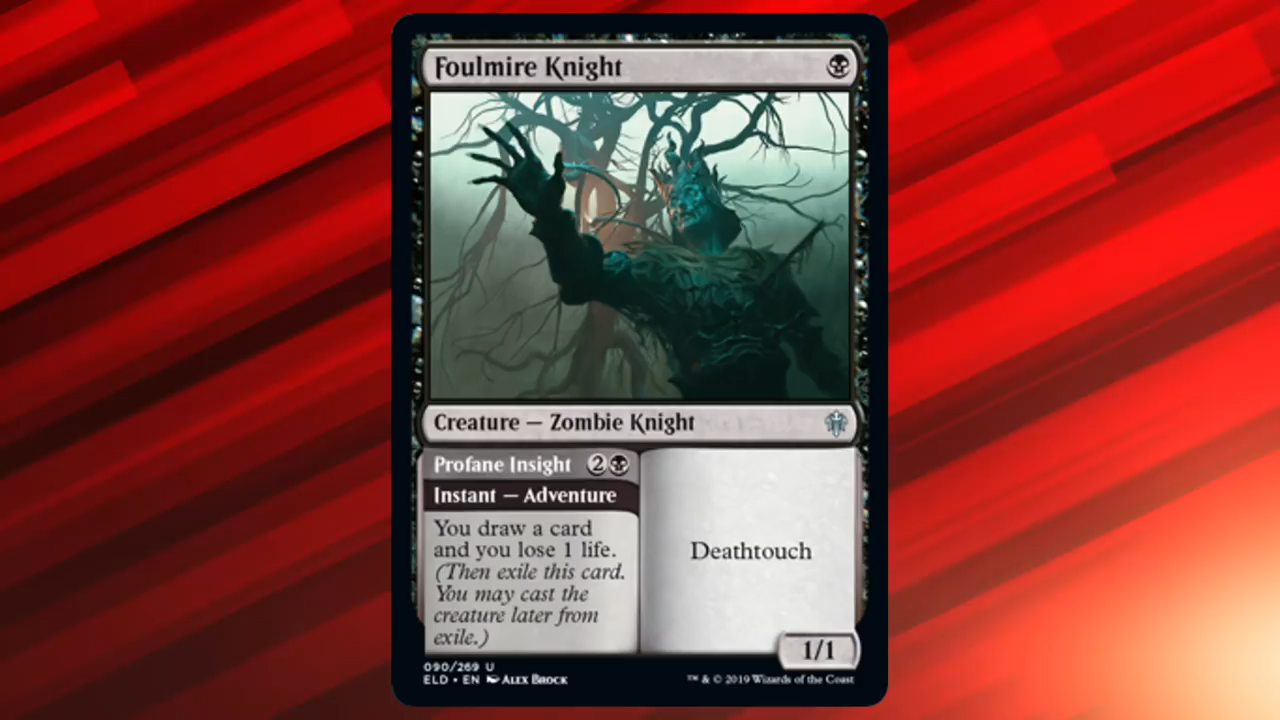 Foulmire Knight
Creature — Zombie Knight
Profane Insight 2
Instant — Adventure
You draw a card
and you lose 1 life.
(Then exile this card.
You may cast the
creature later from
exile.)
Deathtouch
1/1
090/269 U
ELD • EN ALEX BROCK
™ & © 2019 Wizards of the Coast